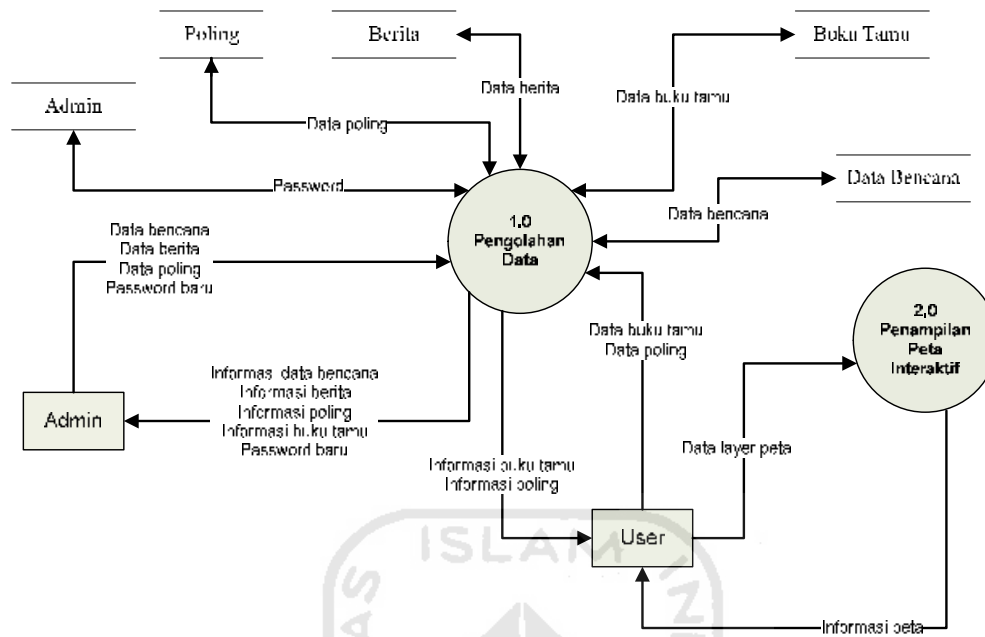 Poling
Berita
Buku Tamu
Admin
Data berita
Data buku tamu
Data poling
Password
Data Bencana
1.0
Pengolahan
Data
Data bencana
Data bencana
Data berita
Data poling
Password baru
2.0
Penampilan
Peta
Interaktif
Data buku tamu
Data poling
Informasi data bencana
Informasi berita
Informasi poling
Informasi buku tamu
Password baru
Admin
Data layer peta
Informasi buku tamu
Informasi poling
User
ISLAM
Informasi peta